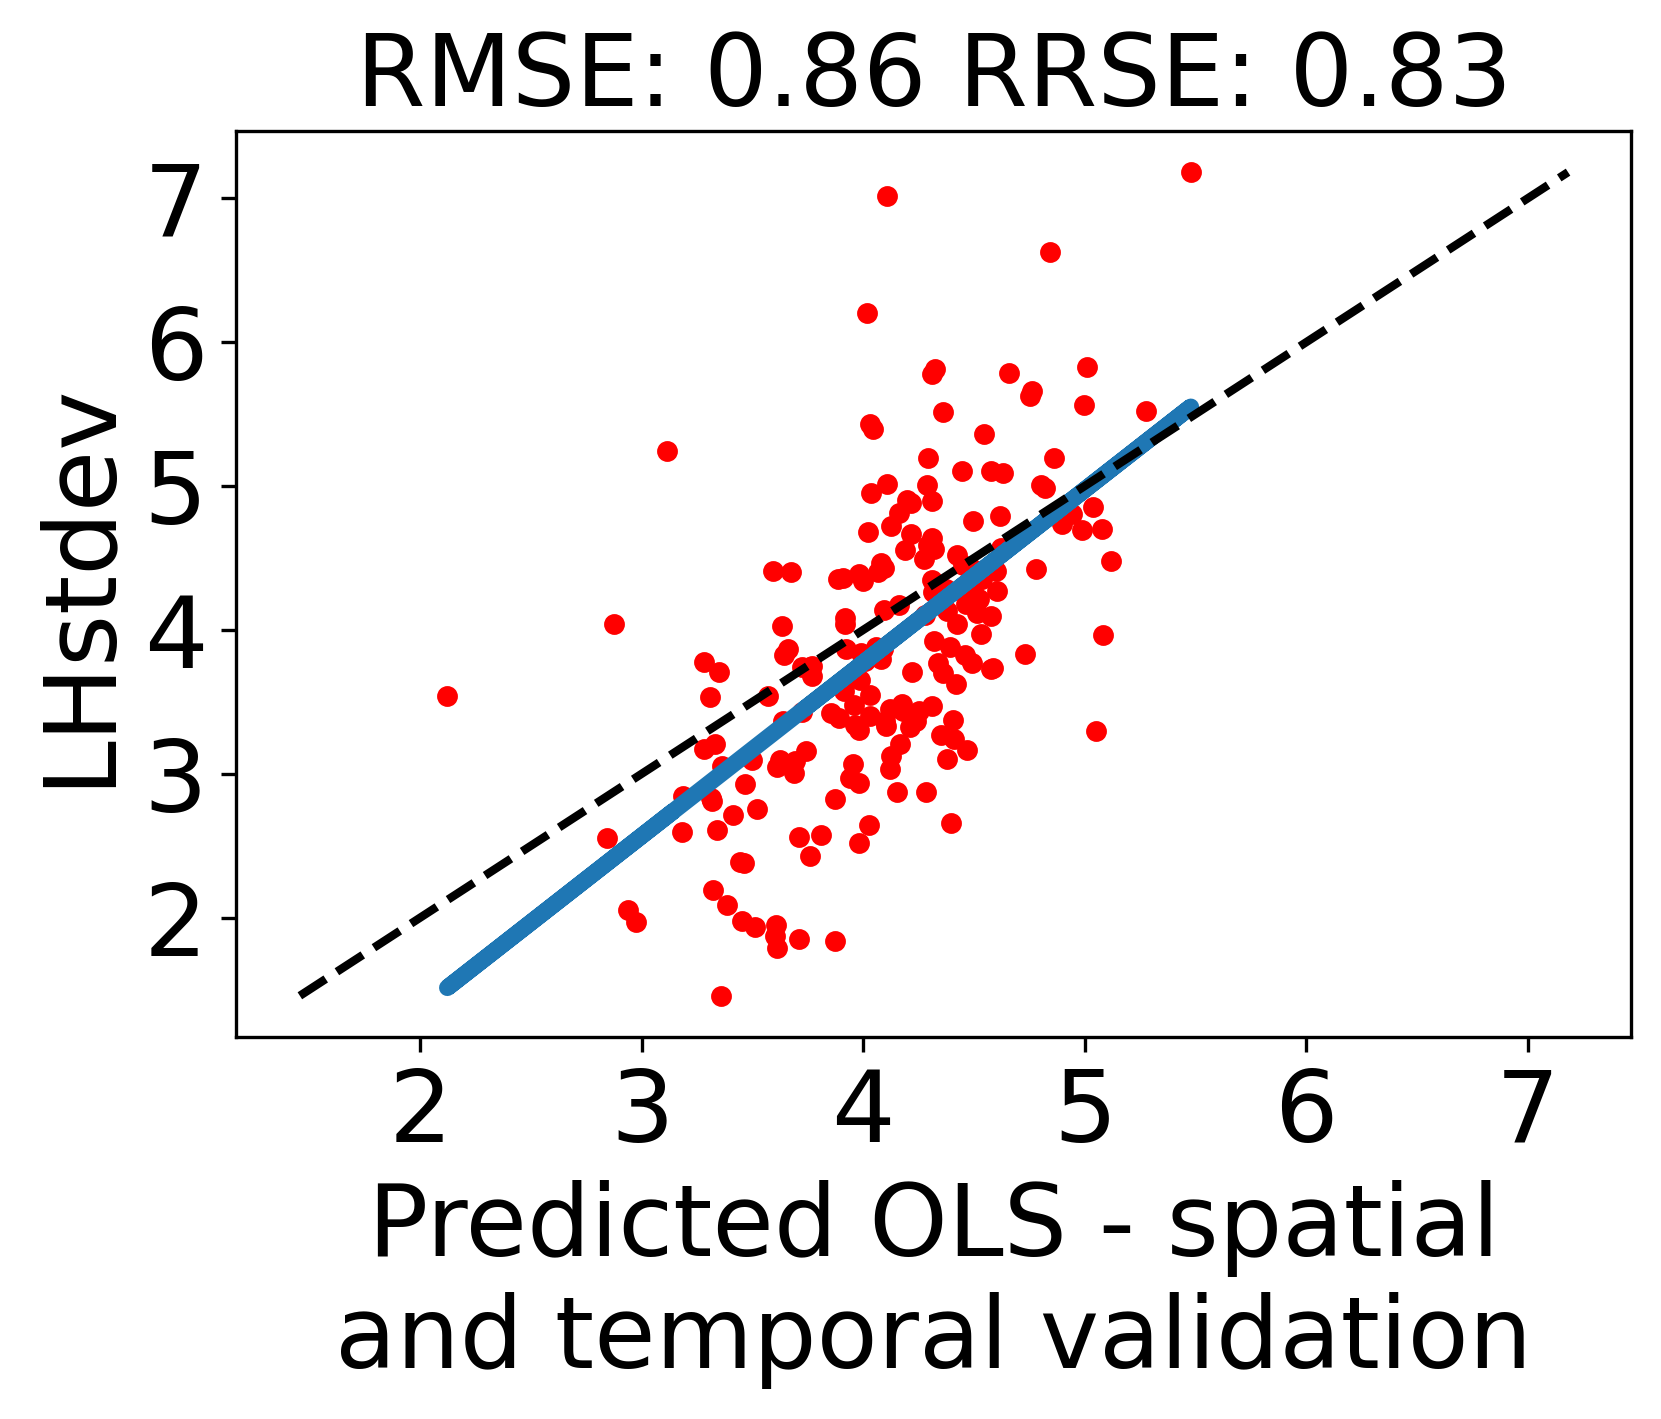 RMSE: 0.86 RRSE: 0.83
7
6
5
4
3
2
LHstdev
2 3 4 5 6 7
Predicted OLS - spatial
and temporal validation